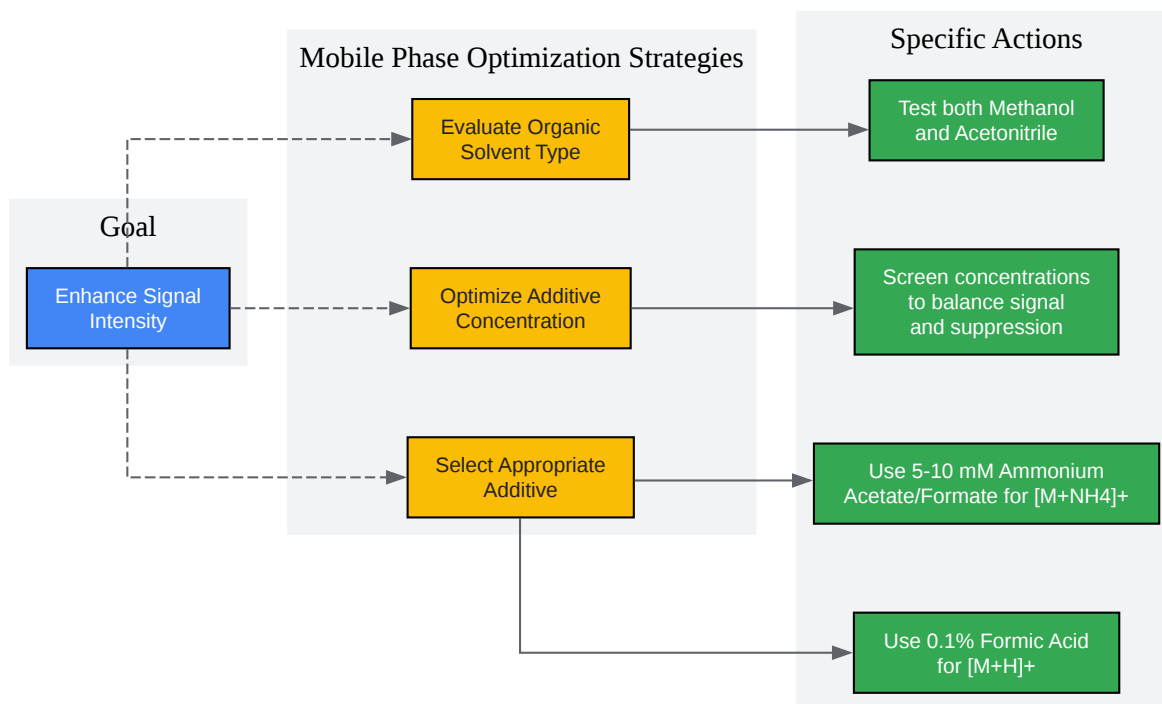 Goal
Enhance Signal
Intensity
Mobile Phase Optimization Strategies
Evaluate Organic
Solvent Type
Optimize Additive
Concentration
Select Appropriate
Additive
Specific Actions
Test both Methanol
and Acetonitrile
Screen concentrations
to balance signal
and suppression
Use 5-10 mM Ammonium
Acetate/Formate for [M+NH4]+
Use 0.1% Formic Acid
for [M+H]+